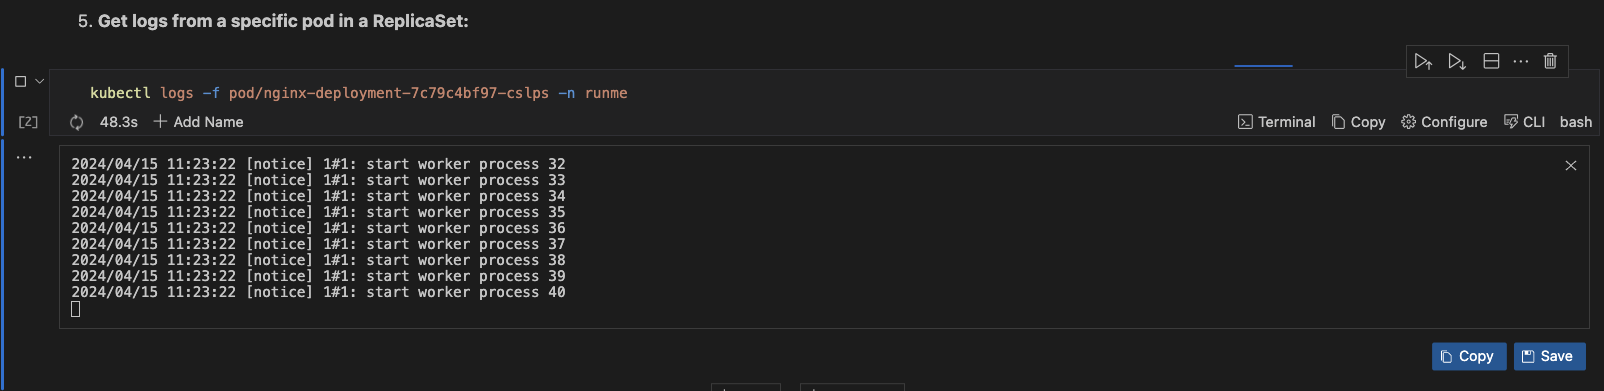 5. Get logs from a specific pod in a ReplicaSet:
kubectl logs -f pod/nginx-deployment-7c79c4bf97-cslps -n runme
[2] 48.3s + Add Name Terminal Copy Configure CLI bash
2024/04/15 11:23:22 [notice] 1#1: start worker process 32
2024/04/15 11:23:22 [notice] 1#1: start worker process 33
2024/04/15 11:23:22 [notice] 1#1: start worker process 34
2024/04/15 11:23:22 [notice] 1#1: start worker process 35
2024/04/15 11:23:22 [notice] 1#1: start worker process 36
2024/04/15 11:23:22 [notice] 1#1: start worker process 37
2024/04/15 11:23:22 [notice] 1#1: start worker process 38
2024/04/15 11:23:22 [notice] 1#1: start worker process 39
2024/04/15 11:23:22 [notice] 1#1: start worker process 40
Copy Save